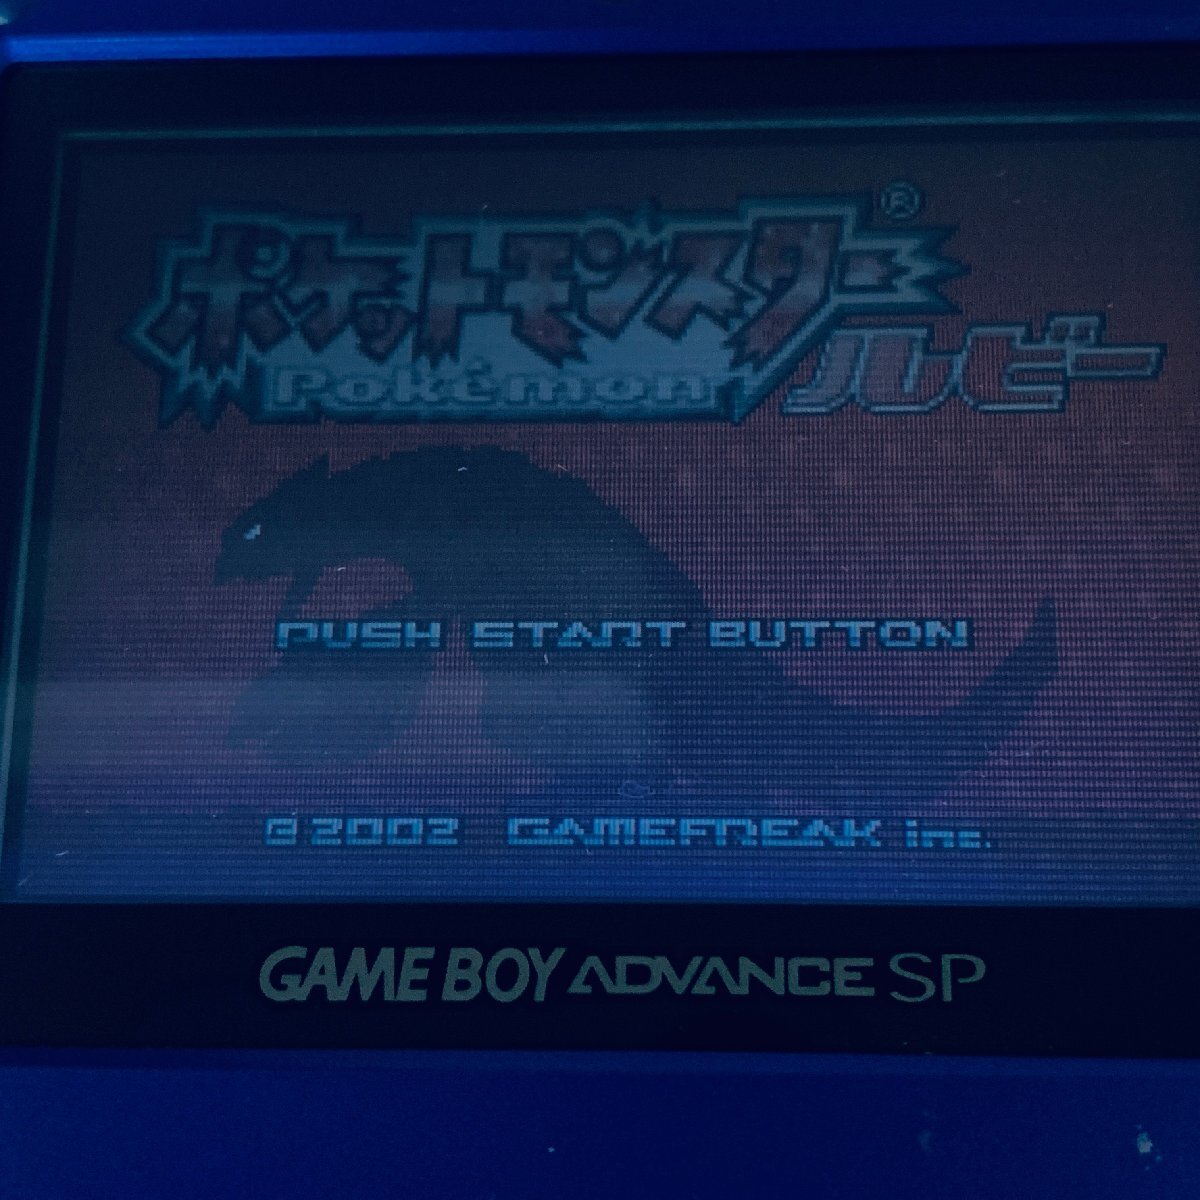 ポケットモンスター®
Pokémon
ルビー
PUSH START BUTTON
©2002 GAMEFREAK inc.
GAME BOY ADVANCE SP